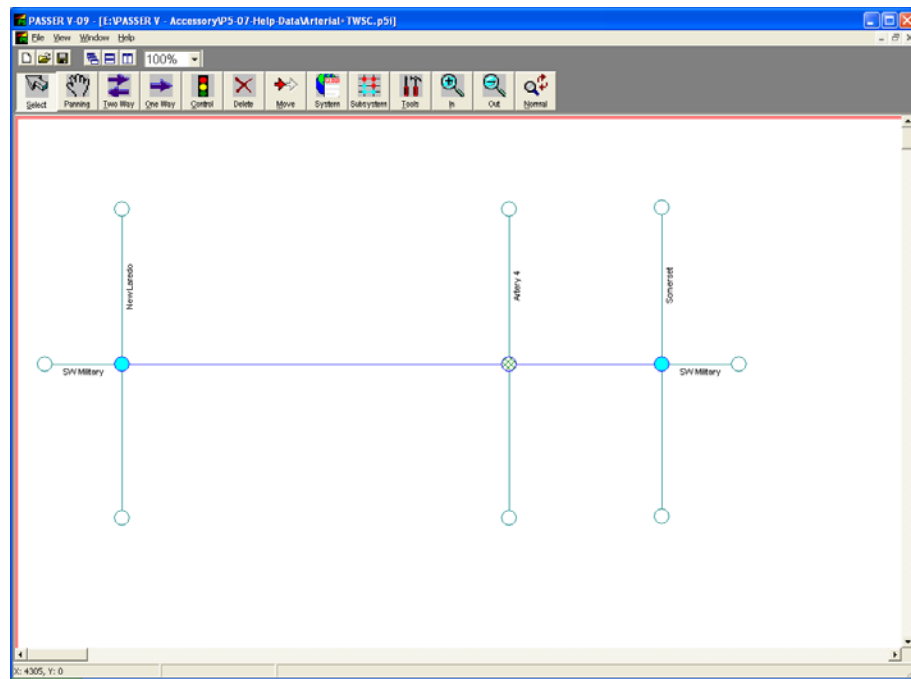 PASSER V-09 - [E:\PASSER V - Accessory\P5-07-Help-Data\Arterial+TWSC.p5i]
File View Window Help
100%
Select Panning Two Way One Way Control Delete Move System Subsystem Tools In Out Normal
New Laredo
Artery 4
Somerset
SW Military
SW Military
X: 4305, Y: 0